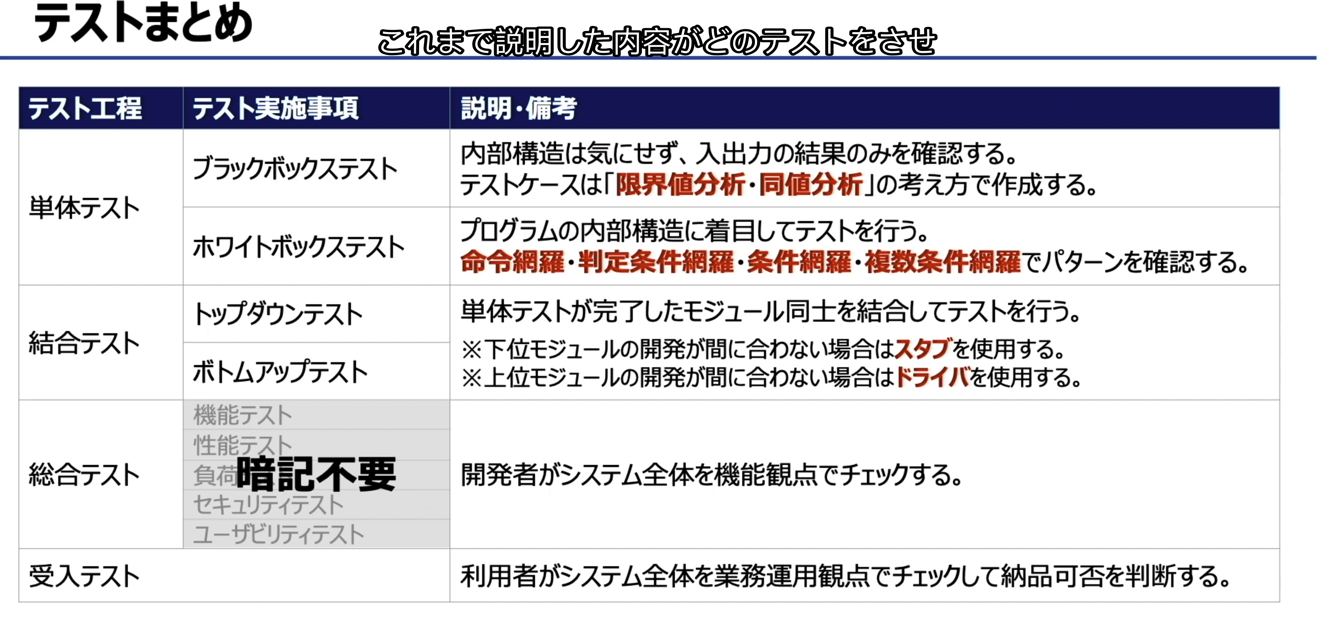 テストまとめ
これまで説明した内容がどのテストをさせ
テスト工程 テスト実施事項 説明・備考
単体テスト
ブラックボックステスト
内部構造は気にせず、入出力の結果のみを確認する。
テストケースは「限界値分析・同値分析」の考え方で作成する。
ホワイトボックステスト
プログラムの内部構造に着目してテストを行う。
命令網羅・判定条件網羅・条件網羅・複数条件網羅でパターンを確認する。
結合テスト
トップダウンテスト
ボトムアップテスト
単体テストが完了したモジュール同士を結合してテストを行う。
※下位モジュールの開発が間に合わない場合はスタブを使用する。
※上位モジュールの開発が間に合わない場合はドライバを使用する。
総合テスト
機能テスト
性能テスト
負荷
暗記不要
セキュリティテスト
ユーザビリティテスト
開発者がシステム全体を機能観点でチェックする。
受入テスト
利用者がシステム全体を業務運用観点でチェックして納品可否を判断する。